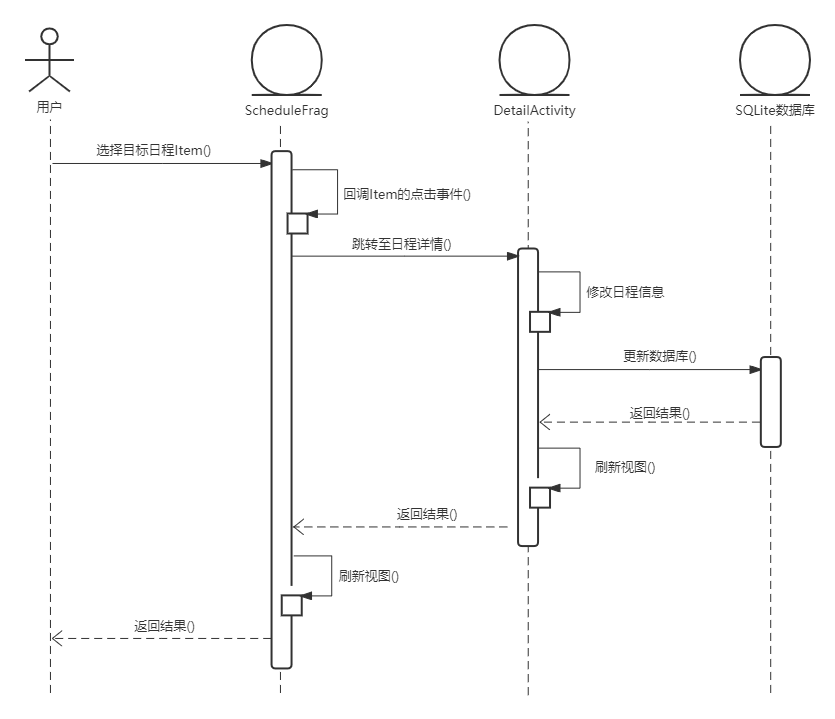 用户
ScheduleFrag
DetailActivity
SQLite数据库
选择目标日程Item()
回调Item的点击事件()
跳转至日程详情()
修改日程信息
更新数据库()
返回结果()
刷新视图()
返回结果()
刷新视图()
返回结果()